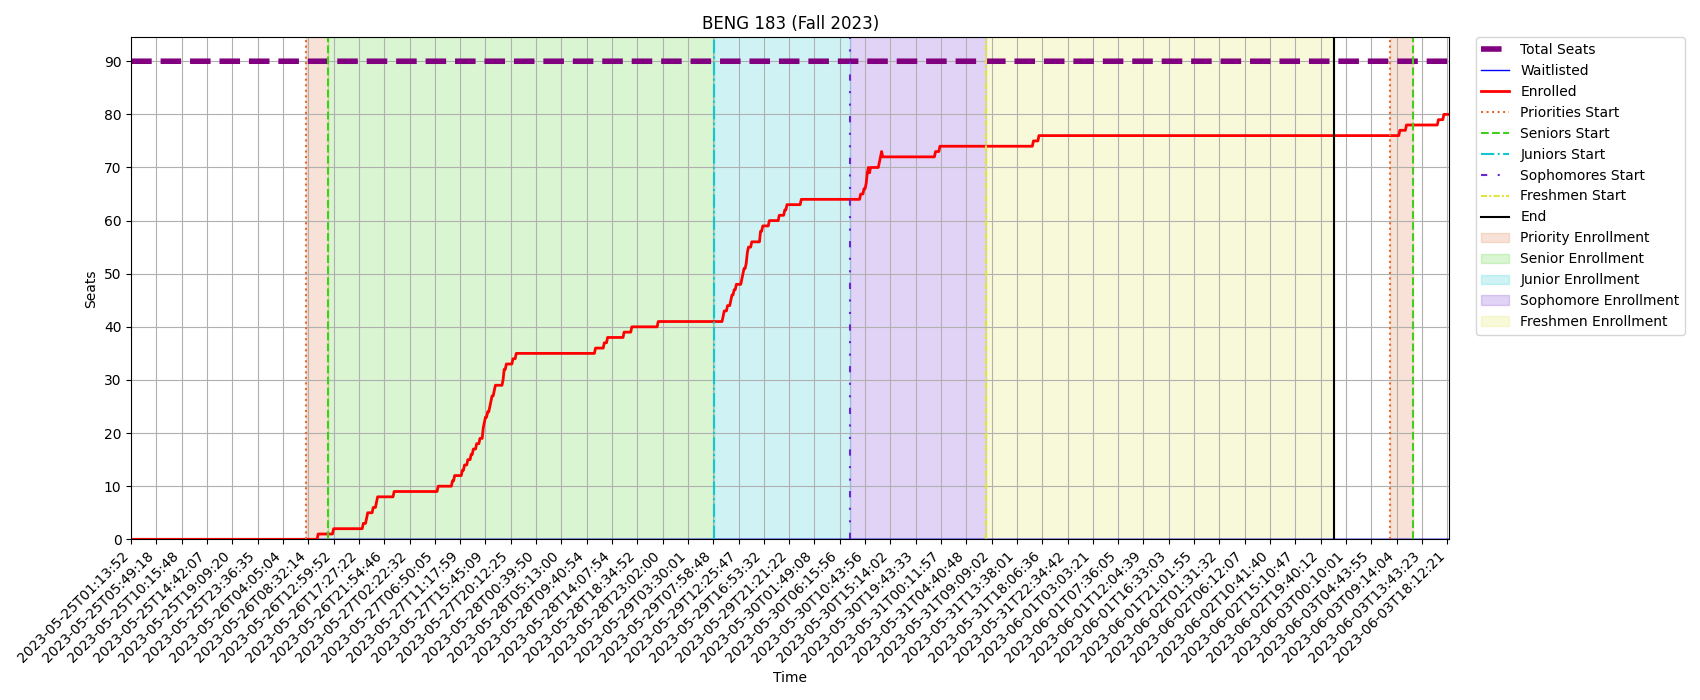 BENG 183 (Fall 2023)
Seats
90
80
70
60
50
40
30
20
10
0
2023-05-25T01:13:52
2023-05-25T05:49:18
2023-05-25T10:15:48
2023-05-25T14:42:07
2023-05-25T19:09:20
2023-05-25T23:36:35
2023-05-26T04:05:04
2023-05-26T08:32:14
2023-05-26T12:59:52
2023-05-26T17:27:22
2023-05-26T21:54:46
2023-05-27T02:22:32
2023-05-27T06:50:05
2023-05-27T11:17:59
2023-05-27T15:45:09
2023-05-27T20:12:25
2023-05-28T00:39:50
2023-05-28T05:13:00
2023-05-28T09:40:54
2023-05-28T14:07:54
2023-05-28T18:34:52
2023-05-28T23:02:00
2023-05-29T03:30:01
2023-05-29T07:58:48
2023-05-29T12:25:47
2023-05-29T16:53:32
2023-05-29T21:21:22
2023-05-30T01:49:08
2023-05-30T06:15:56
2023-05-30T10:43:56
2023-05-30T15:14:02
2023-05-30T19:43:33
2023-05-31T00:11:57
2023-05-31T04:40:48
2023-05-31T09:09:02
2023-05-31T13:38:01
2023-05-31T18:06:36
2023-05-31T22:34:42
2023-06-01T03:03:21
2023-06-01T07:36:05
2023-06-01T12:04:39
2023-06-01T16:33:03
2023-06-01T21:01:55
2023-06-02T01:31:32
2023-06-02T06:12:07
2023-06-02T10:41:40
2023-06-02T15:10:47
2023-06-02T19:40:12
2023-06-03T00:10:01
2023-06-03T04:43:55
2023-06-03T09:14:04
2023-06-03T13:43:23
2023-06-03T18:12:21
Time
Total Seats
Waitlisted
Enrolled
Priorities Start
Seniors Start
Juniors Start
Sophomores Start
Freshmen Start
End
Priority Enrollment
Senior Enrollment
Junior Enrollment
Sophomore Enrollment
Freshmen Enrollment